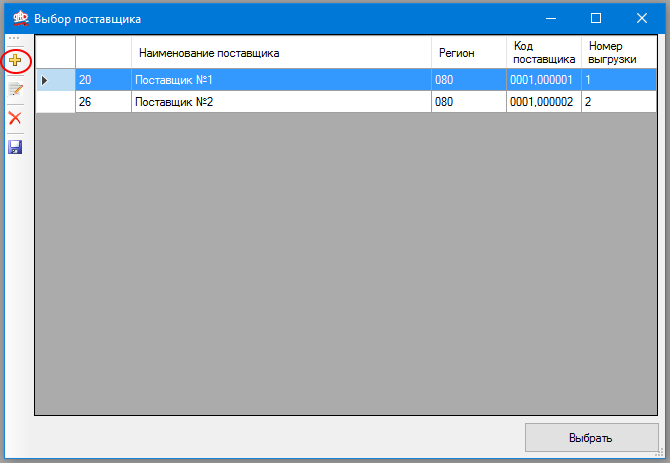 Выбор поставщика
Наименование поставщика Регион Код поставщика Номер выгрузки
20 Поставщик №1 080 0001,000001 1
26 Поставщик №2 080 0001,000002 2
Выбрать